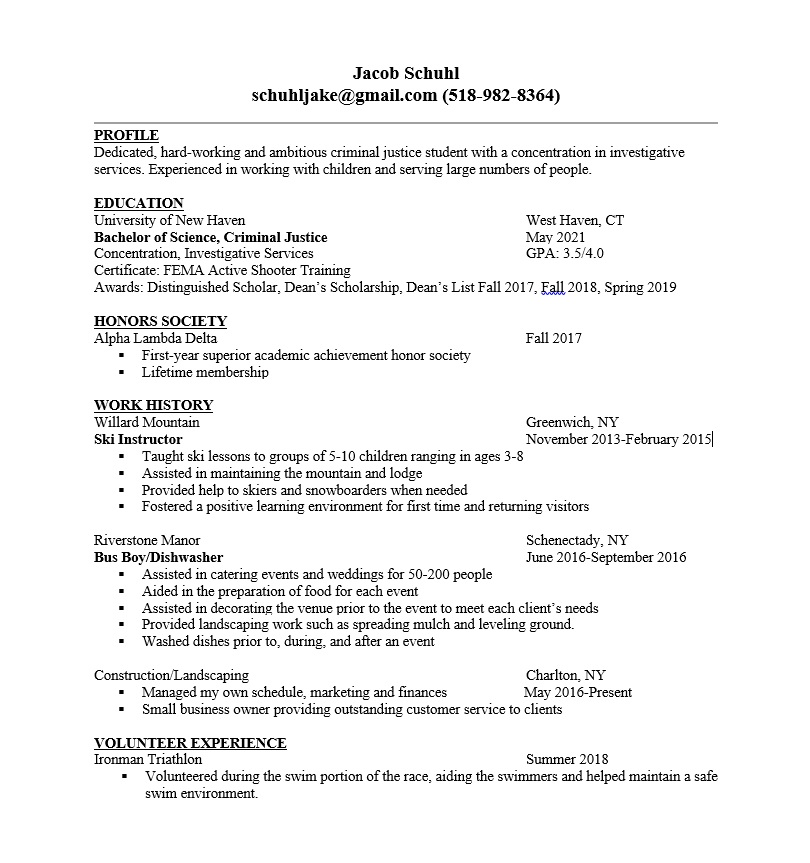 Jacob Schuhl
schuhljake@gmail.com (518-982-8364)
PROFILE
Dedicated, hard-working and ambitious criminal justice student with a concentration in investigative
services. Experienced in working with children and serving large numbers of people.
EDUCATION
University of New Haven West Haven, CT
Bachelor of Science, Criminal Justice May 2021
Concentration, Investigative Services GPA: 3.5/4.0
Certificate: FEMA Active Shooter Training
Awards: Distinguished Scholar, Dean’s Scholarship, Dean’s List Fall 2017, Fall 2018, Spring 2019
HONORS SOCIETY
Alpha Lambda Delta Fall 2017
▪ First-year superior academic achievement honor society
▪ Lifetime membership
WORK HISTORY
Willard Mountain Greenwich, NY
Ski Instructor November 2013-February 2015
▪ Taught ski lessons to groups of 5-10 children ranging in ages 3-8
▪ Assisted in maintaining the mountain and lodge
▪ Provided help to skiers and snowboarders when needed
▪ Fostered a positive learning environment for first time and returning visitors
Riverstone Manor Schenectady, NY
Bus Boy/Dishwasher June 2016-September 2016
▪ Assisted in catering events and weddings for 50-200 people
▪ Aided in the preparation of food for each event
▪ Assisted in decorating the venue prior to the event to meet each client’s needs
▪ Provided landscaping work such as spreading mulch and leveling ground.
▪ Washed dishes prior to, during, and after an event
Construction/Landscaping Charlton, NY
▪ Managed my own schedule, marketing and finances May 2016-Present
▪ Small business owner providing outstanding customer service to clients
VOLUNTEER EXPERIENCE
Ironman Triathlon Summer 2018
▪ Volunteered during the swim portion of the race, aiding the swimmers and helped maintain a safe
swim environment.